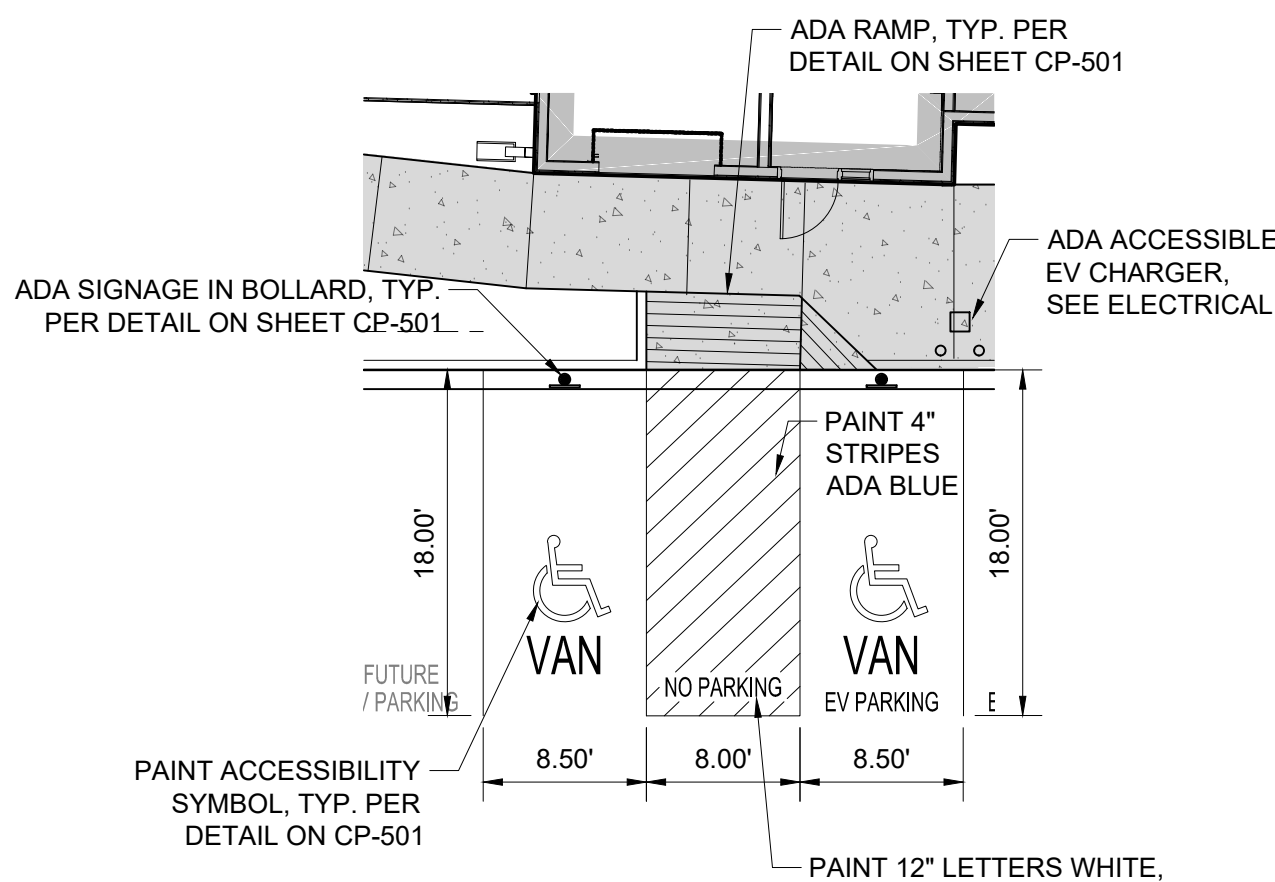 ADA RAMP, TYP. PER
DETAIL ON SHEET CP-501
ADA ACCESSIBLE
EV CHARGER,
SEE ELECTRICAL
ADA SIGNAGE IN BOLLARD, TYP.
PER DETAIL ON SHEET CP-501
PAINT 4"
STRIPES
ADA BLUE
18.00'
18.00'
VAN
VAN
FUTURE
/ PARKING
NO PARKING
EV PARKING
E
8.50'
8.00'
8.50'
PAINT ACCESSIBILITY
SYMBOL, TYP. PER
DETAIL ON CP-501
PAINT 12" LETTERS WHITE,